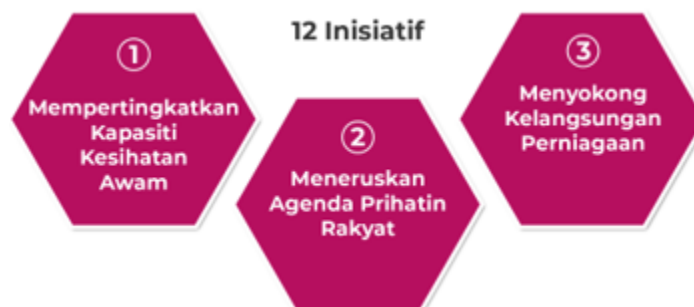 12 Inisiatif
1
Mempertingkatkan
Kapasiti
Kesihatan
Awam
2
Meneruskan
Agenda Prihatin
Rakyat
3
Menyokong
Kelangsungan
Perniagaan